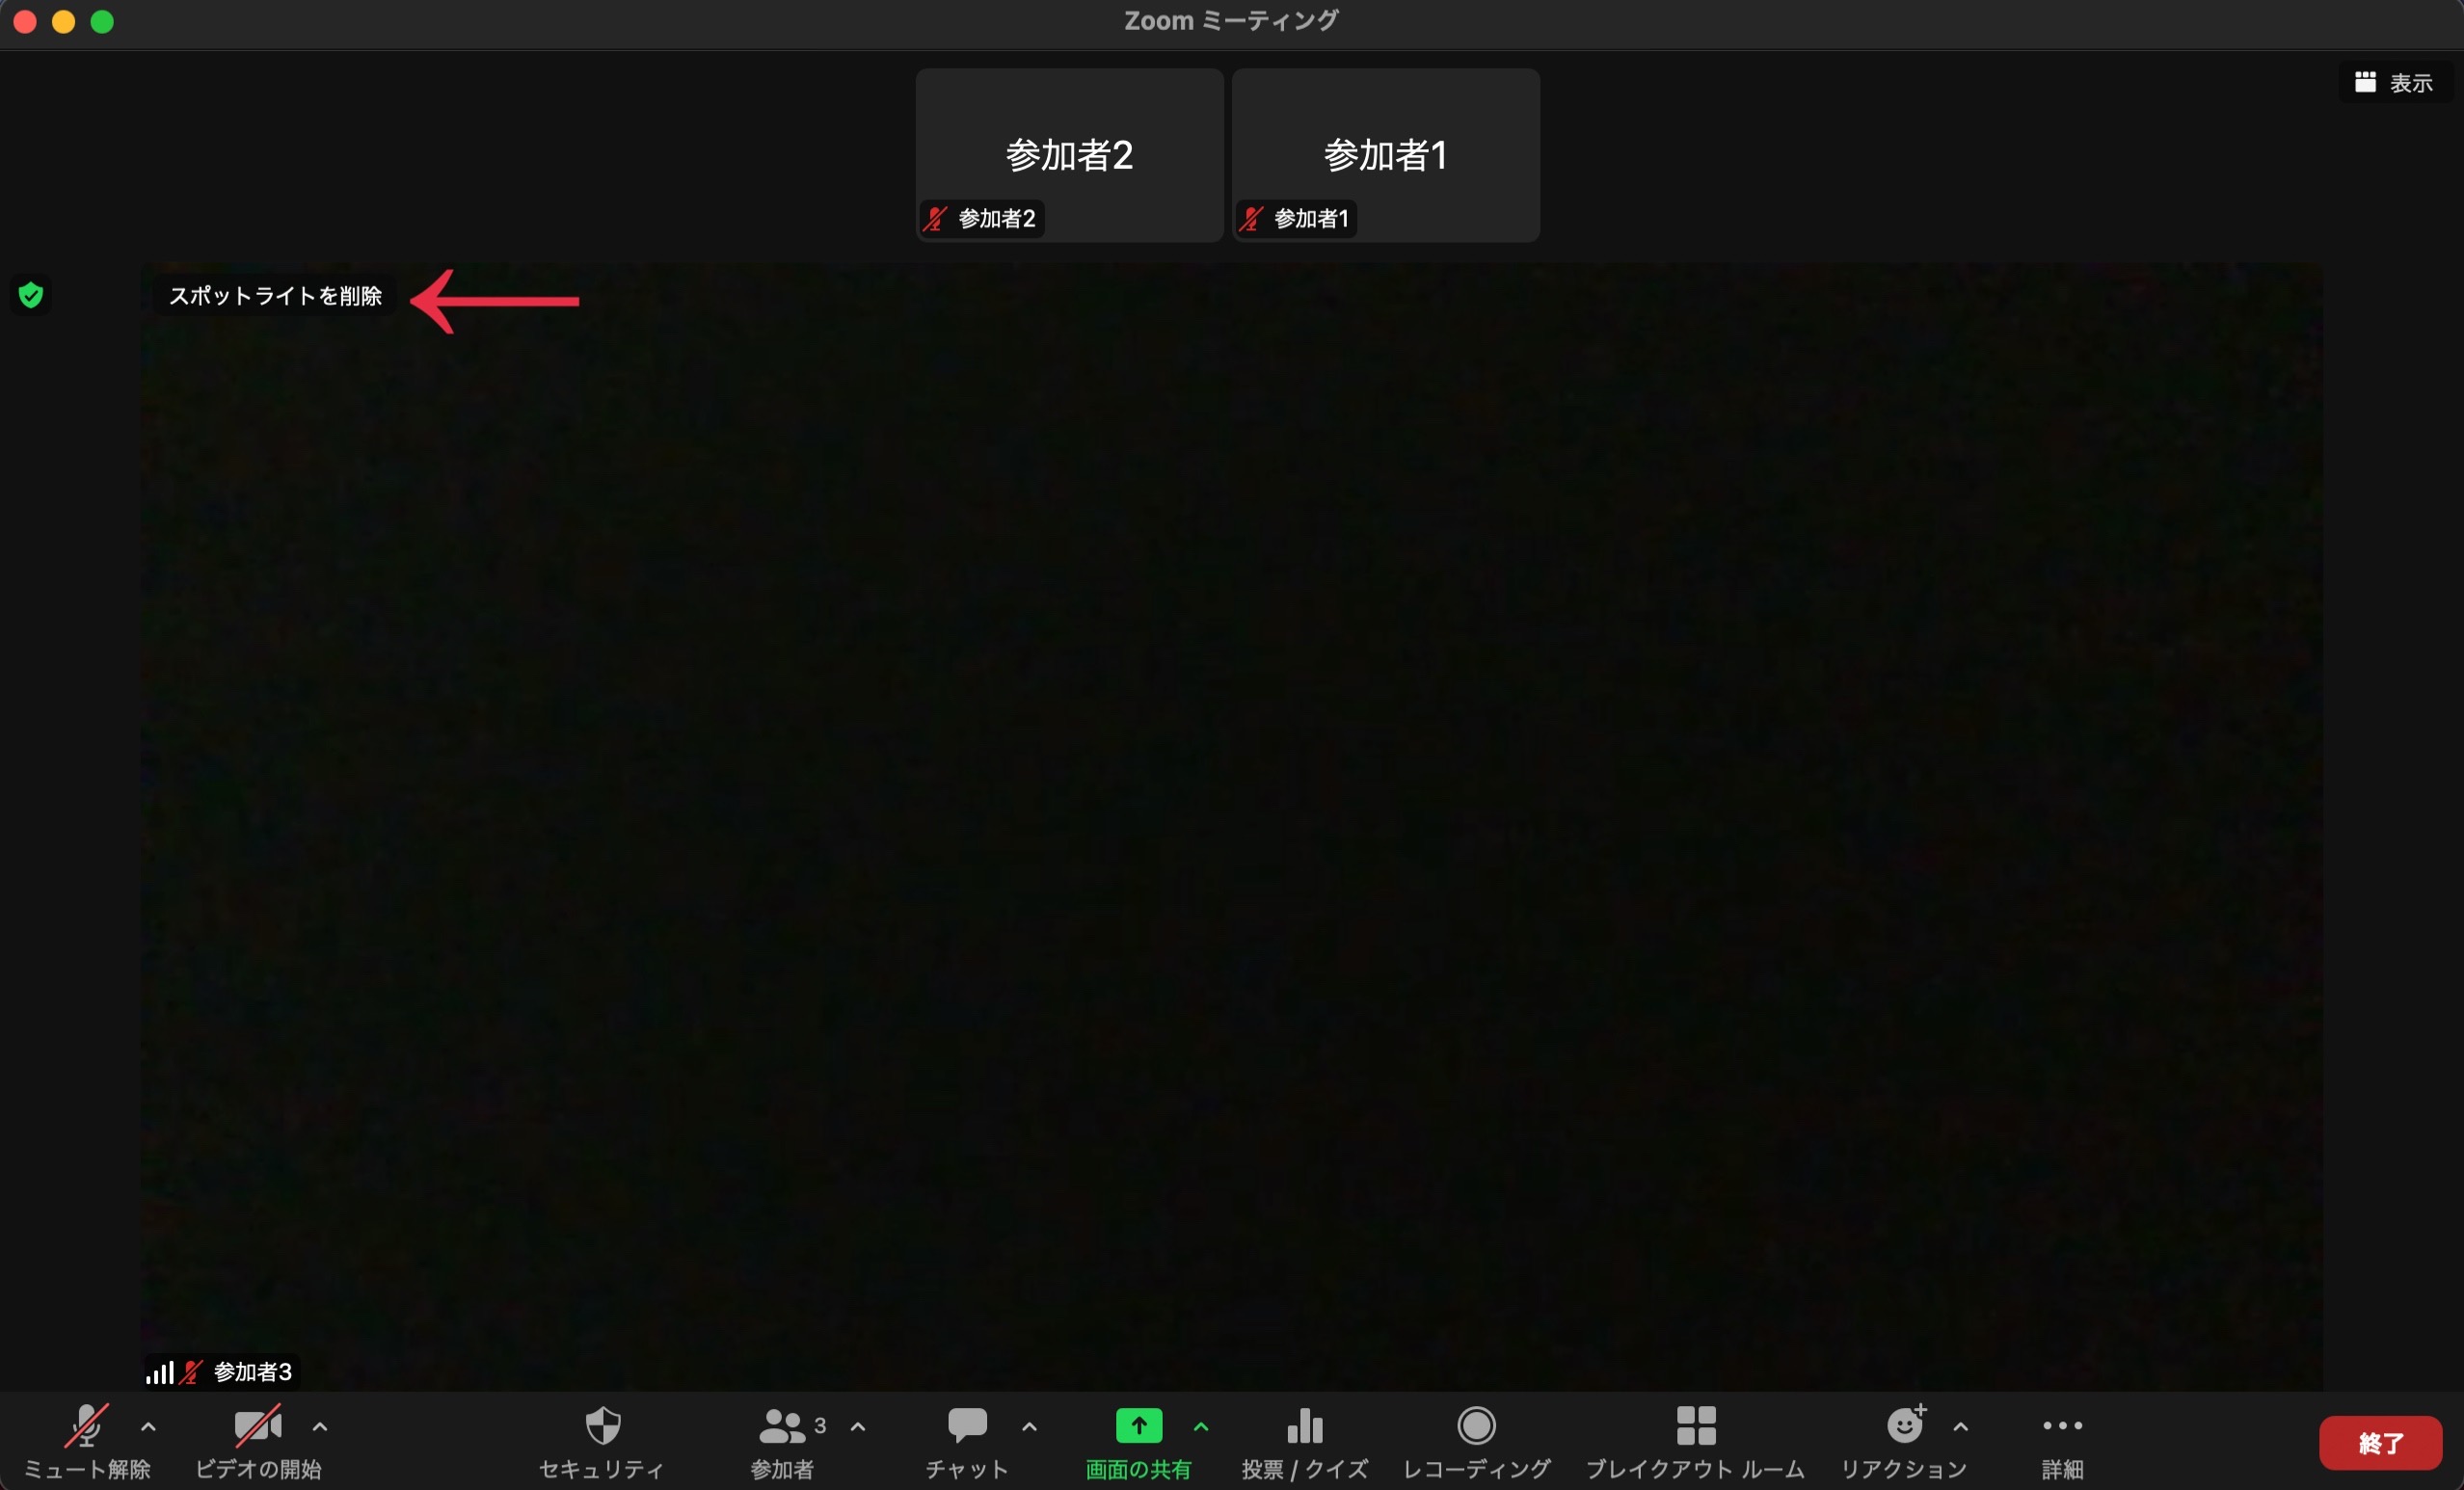 Zoom ミーティング
表示
参加者2
参加者1
参加者2
参加者1
スポットライトを削除
参加者3
3
ミュート解除
ビデオの開始
セキュリティ
参加者
チャット
画面の共有
投票 / クイズ
レコーディング
ブレイクアウト ルーム
リアクション
詳細
終了